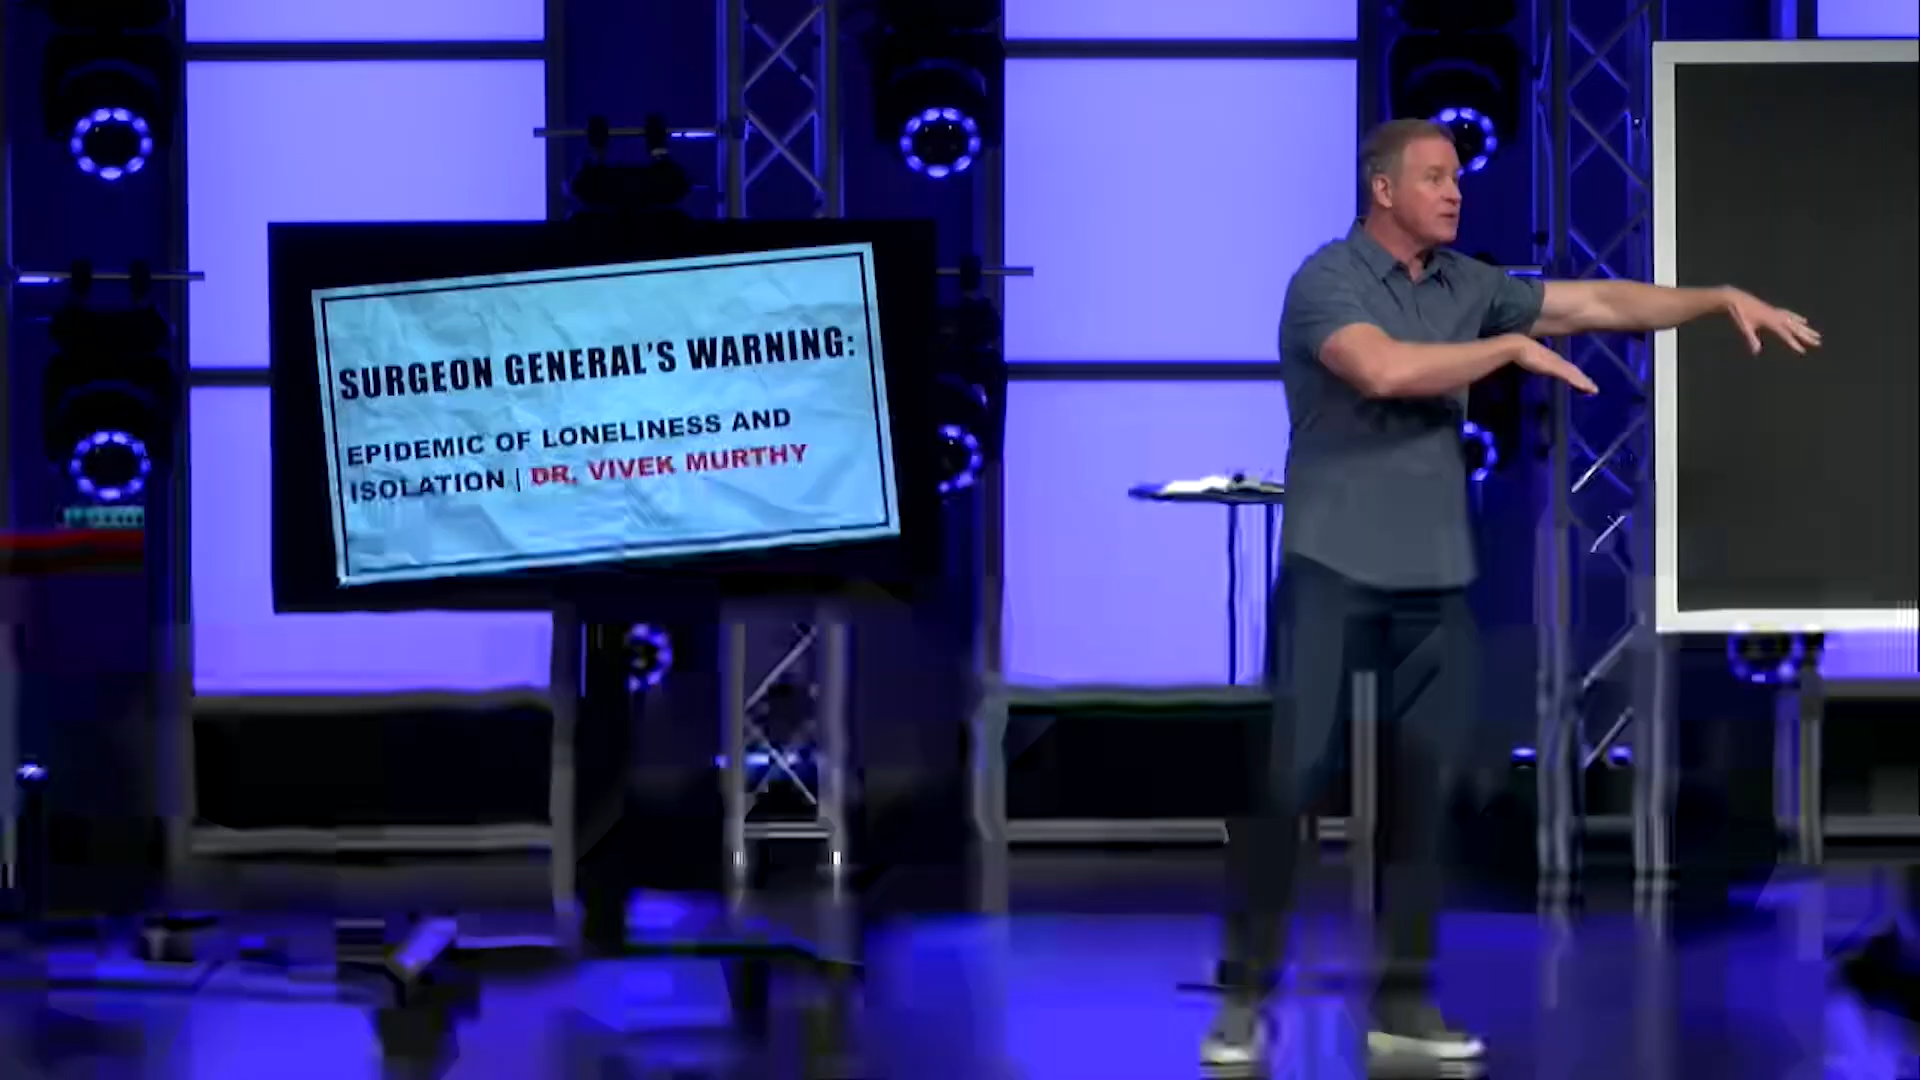 SURGEON GENERAL'S WARNING:
EPIDEMIC OF LONELINESS AND
ISOLATION | DR. VIVEK MURTHY